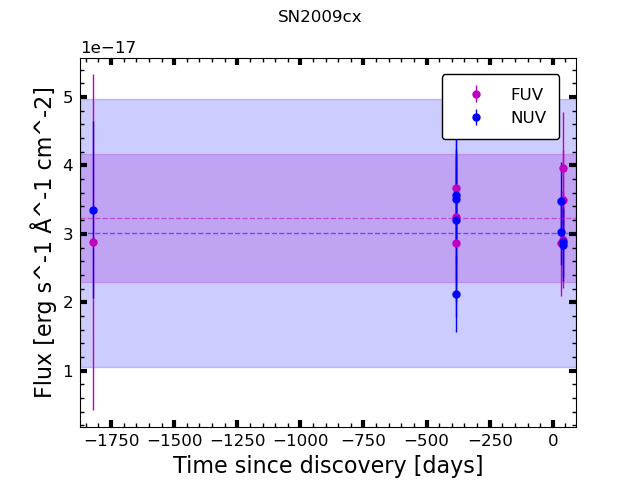 SN2009cx
1e−17
FUV
NUV
5
4
3
2
1
Flux [erg s^-1 Å^-1 cm^-2]
−1750 −1500 −1250 −1000 −750 −500 −250 0
Time since discovery [days]